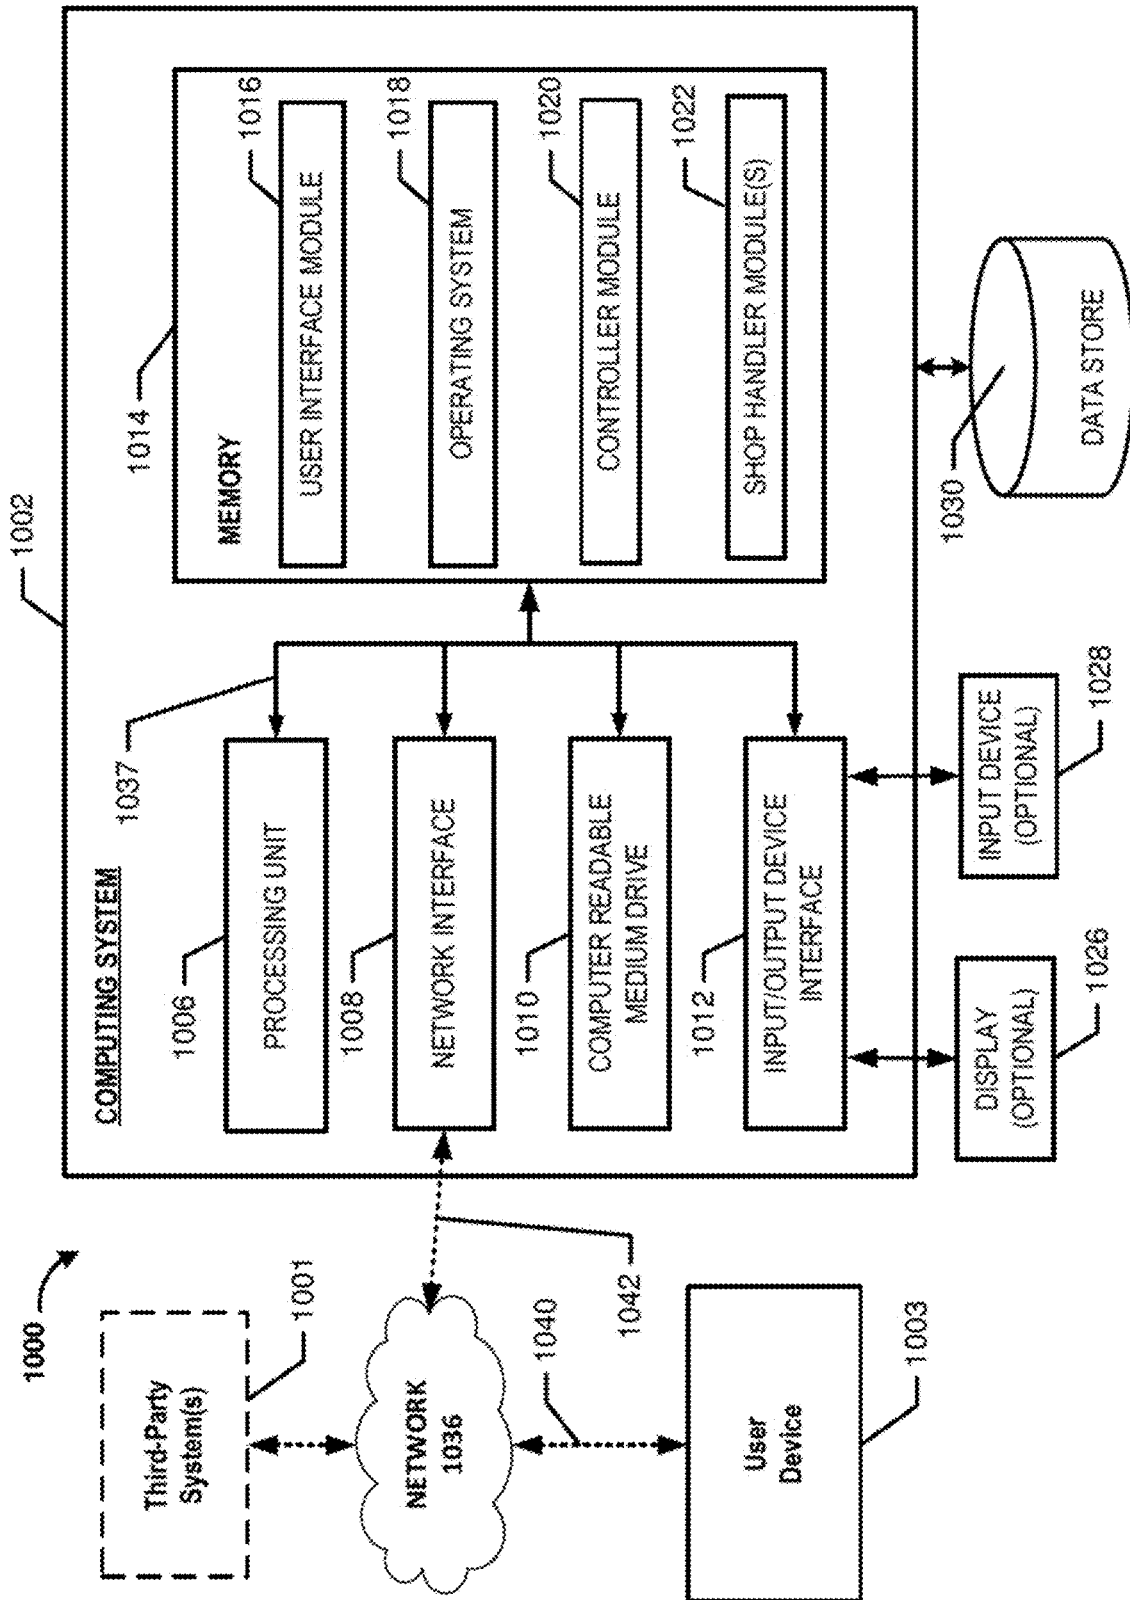 1000
Third-Party
System(s)
1001
NETWORK
1036
1040
1042
User
Device
1003
1002
COMPUTING SYSTEM
1037
1006
PROCESSING UNIT
1008
NETWORK INTERFACE
1010
COMPUTER READABLE
MEDIUM DRIVE
1012
INPUT/OUTPUT DEVICE
INTERFACE
1014
MEMORY
1016
USER INTERFACE MODULE
1018
OPERATING SYSTEM
1020
CONTROLLER MODULE
1022
SHOP HANDLER MODULE(S)
DISPLAY
(OPTIONAL)
1026
INPUT DEVICE
(OPTIONAL)
1028
1030
DATA STORE